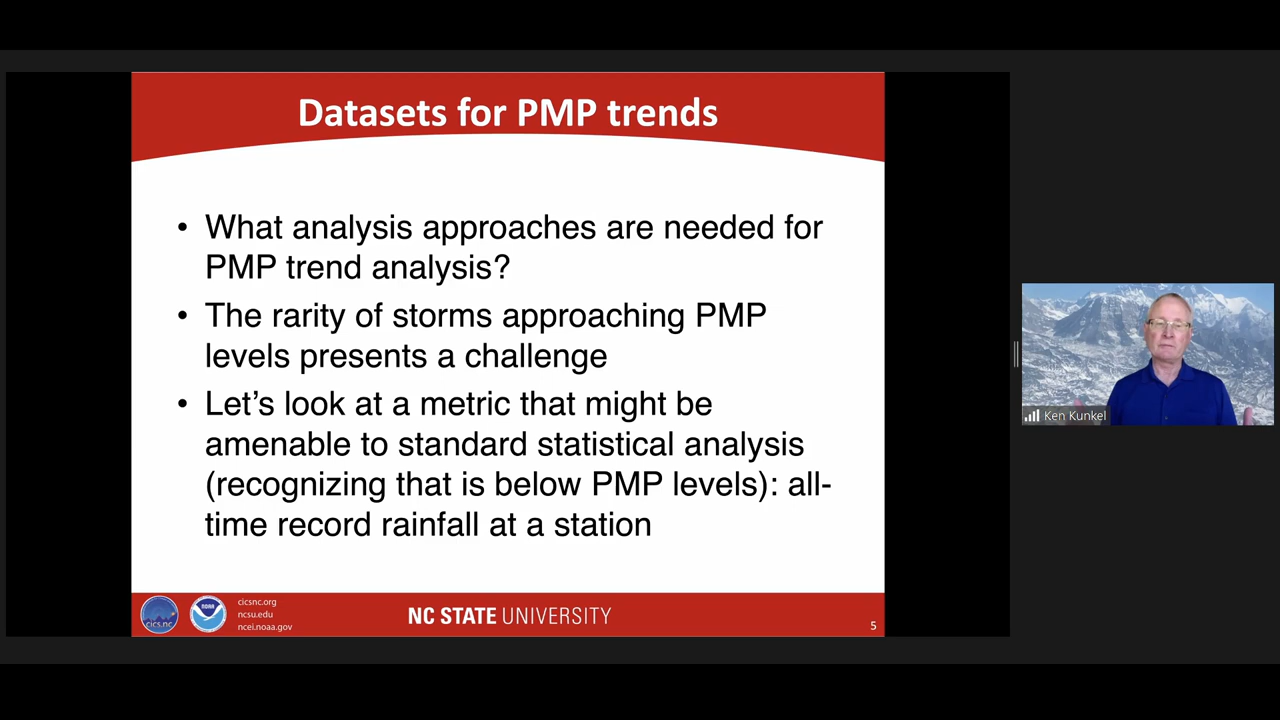 Datasets for PMP trends
• What analysis approaches are needed for
PMP trend analysis?
• The rarity of storms approaching PMP
levels presents a challenge
• Let’s look at a metric that might be
amenable to standard statistical analysis
(recognizing that is below PMP levels): all-
time record rainfall at a station
cics.nc
NOAA
cicsnc.org
ncsu.edu
ncei.noaa.gov
NC STATE UNIVERSITY
5
Ken Kunkel